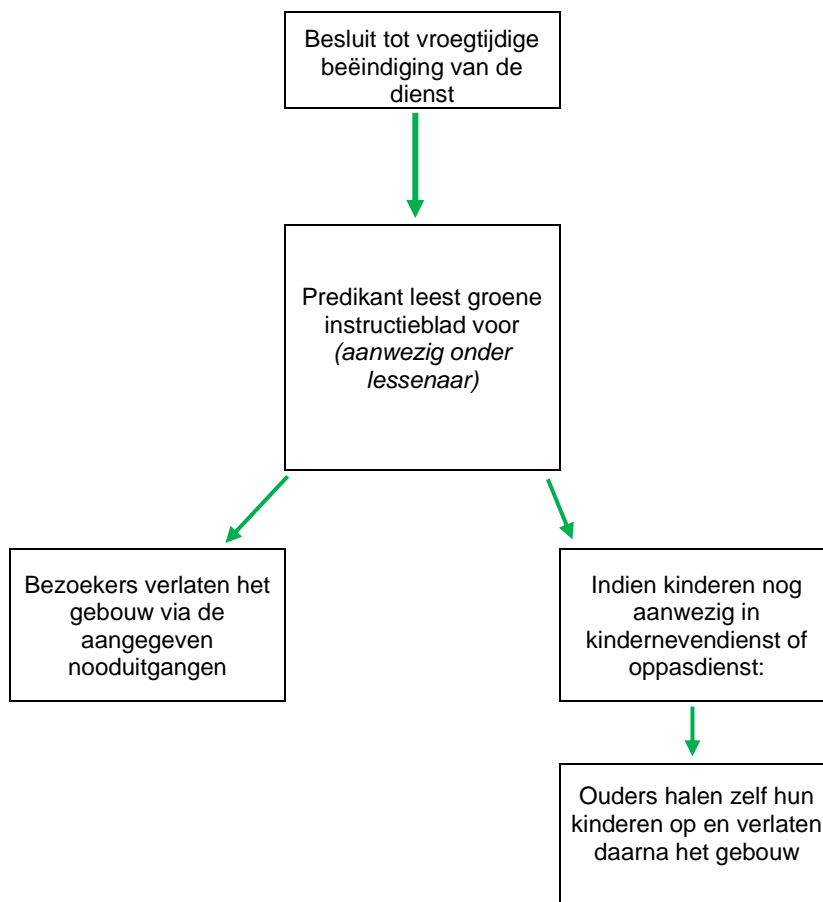 Besluit tot vroegtijdige
beëindiging van de
dienst
Predikant leest groene
instructieblad voor
(aanwezig onder
lessenaar)
Bezoekers verlaten het
gebouw via de
aangegeven
nooduitgangen
Indien kinderen nog
aanwezig in
kindernevendienst of
oppasdienst:
Ouders halen zelf hun
kinderen op en verlaten
daarna het gebouw